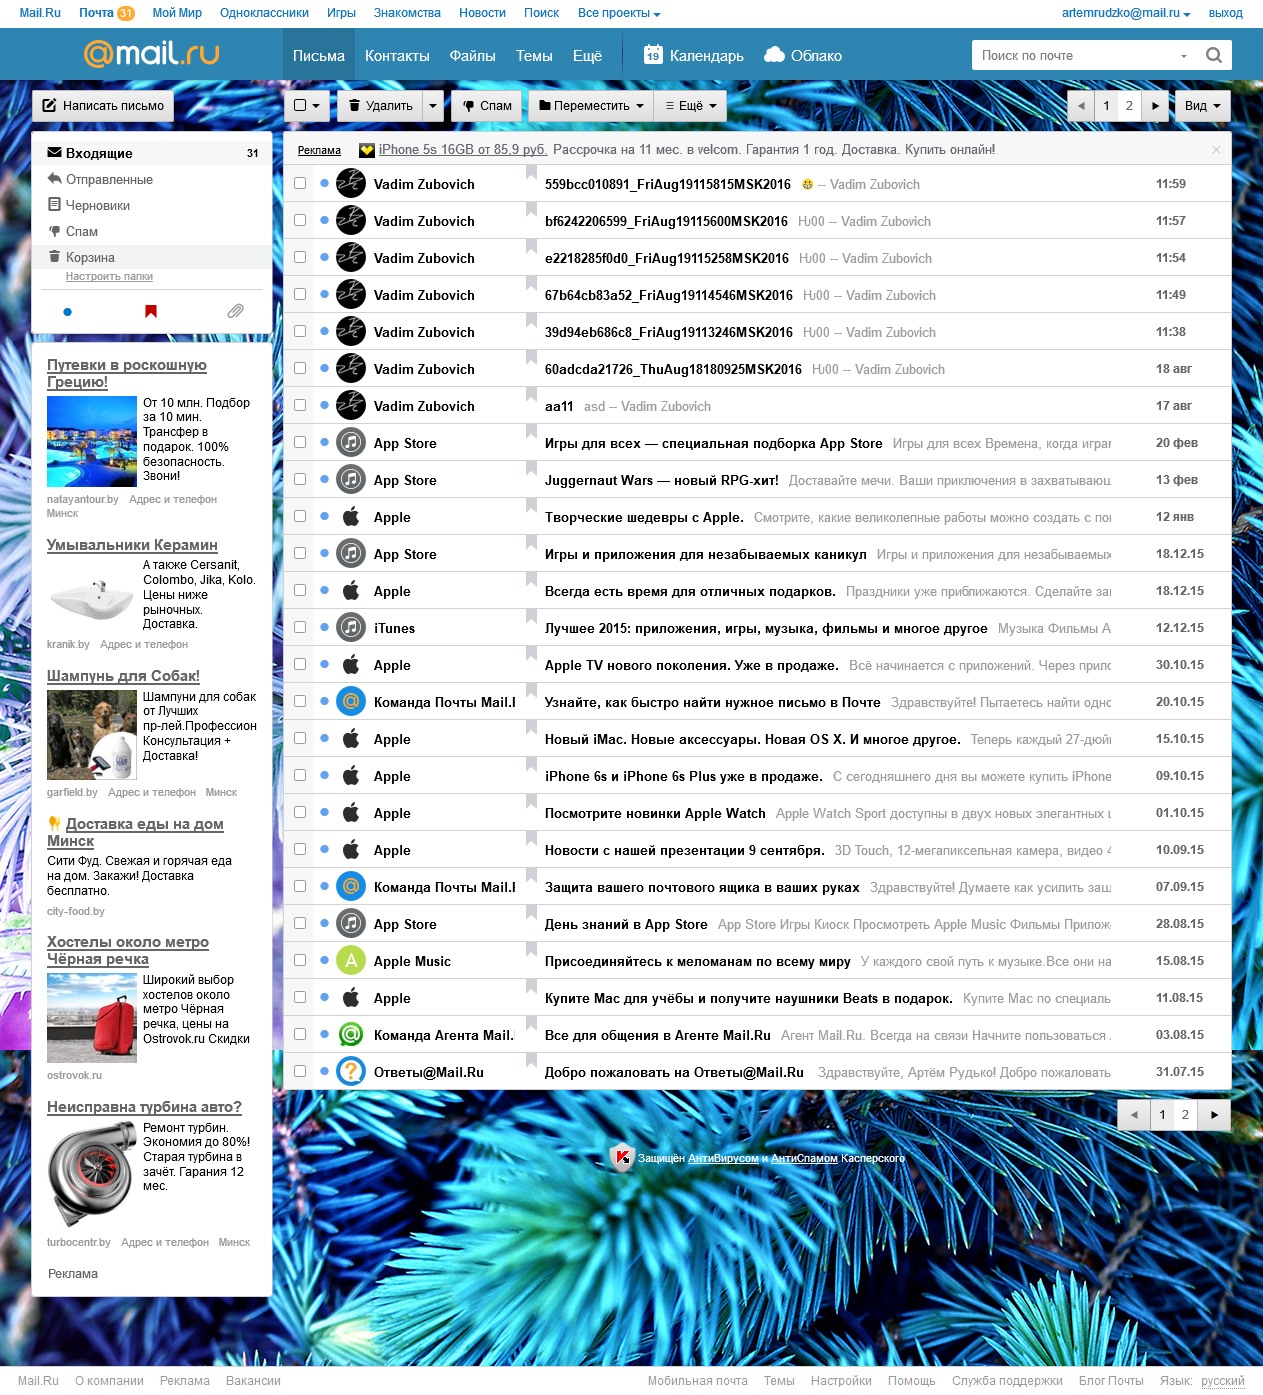 Mail.Ru Почта 31 Мой Мир Одноклассники Игры Знакомства Новости Поиск Все проекты artemrudzko@mail.ru выход
@mail.ru Письма Контакты Файлы Темы Ещё 19 Календарь Облако Поиск по почте
Написать письмо Удалить Спам Переместить Ещё 1 2 Вид
Входящие 31
Отправленные
Черновики
Спам
Корзина
Настроить папки
Путевки в роскошную
Грецию!
От 10 млн. Подбор
за 10 мин.
Трансфер в
подарок. 100%
безопасность.
Звони!
natayantour.by Адрес и телефон
Минск
Умывальники Керамин
А также Cersanit,
Colombo, Jika, Kolo.
Цены ниже
рыночных.
Доставка.
kranik.by Адрес и телефон
Шампунь для Собак!
Шампуни для собак
от Лучших
пр-лей.Профессион
Консультация +
Доставка!
garfield.by Адрес и телефон Минск
Доставка еды на дом
Минск
Сити Фуд. Свежая и горячая еда
на дом. Закажи! Доставка
бесплатно.
city-food.by
Хостелы около метро
Чёрная речка
Широкий выбор
хостелов около
метро Чёрная
речка, цены на
Ostrovok.ru Скидки
ostrovok.ru
Неисправна турбина авто?
Ремонт турбин.
Экономия до 80%!
Старая турбина в
зачёт. Гарания 12
мес.
turbocentr.by Адрес и телефон Минск
Реклама
Реклама iPhone 5s 16GB от 85,9 руб. Рассрочка на 11 мес. в velcom. Гарантия 1 год. Доставка. Купить онлайн!
Vadim Zubovich 559bcc010891_FriAug19115815MSK2016 -- Vadim Zubovich 11:59
Vadim Zubovich bf6242206599_FriAug19115600MSK2016 Ƕ00 -- Vadim Zubovich 11:57
Vadim Zubovich e2218285f0d0_FriAug19115258MSK2016 Ƕ00 -- Vadim Zubovich 11:54
Vadim Zubovich 67b64cb83a52_FriAug19114546MSK2016 Ƕ00 -- Vadim Zubovich 11:49
Vadim Zubovich 39d94eb686c8_FriAug19113246MSK2016 Ƕ00 -- Vadim Zubovich 11:38
Vadim Zubovich 60adcda21726_ThuAug18180925MSK2016 Ƕ00 -- Vadim Zubovich 18 авг
Vadim Zubovich aa11 asd -- Vadim Zubovich 17 авг
App Store Игры для всех — специальная подборка App Store Игры для всех Времена, когда играм 20 фев
App Store Juggernaut Wars — новый RPG-хит! Доставайте мечи. Ваши приключения в захватывающ 13 фев
Apple Творческие шедевры с Apple. Смотрите, какие великолепные работы можно создать с пом 12 янв
App Store Игры и приложения для незабываемых каникул Игры и приложения для незабываемых 18.12.15
Apple Всегда есть время для отличных подарков. Праздники уже приближаются. Сделайте зак 18.12.15
iTunes Лучшее 2015: приложения, игры, музыка, фильмы и многое другое Музыка Фильмы A 12.12.15
Apple Apple TV нового поколения. Уже в продаже. Всё начинается с приложений. Через прило 30.10.15
Команда Почты Mail.R Узнайте, как быстро найти нужное письмо в Почте Здравствуйте! Пытаетесь найти одно 20.10.15
Apple Новый iMac. Новые аксессуары. Новая OS X. И многое другое. Теперь каждый 27-дюйм 15.10.15
Apple iPhone 6s и iPhone 6s Plus уже в продаже. С сегодняшнего дня вы можете купить iPhone 09.10.15
Apple Посмотрите новинки Apple Watch Apple Watch Sport доступны в двух новых элегантных ц 01.10.15
Apple Новости с нашей презентации 9 сентября. 3D Touch, 12-мегапиксельная камера, видео 4 10.09.15
Команда Почты Mail.R Защита вашего почтового ящика в ваших руках Здравствуйте! Думаете как усилить защ 07.09.15
App Store День знаний в App Store App Store Игры Киоск Просмотреть Apple Music Фильмы Прилож 28.08.15
A Apple Music Присоединяйтесь к меломанам по всему миру У каждого свой путь к музыке.Все они на 15.08.15
Apple Купите Mac для учёбы и получите наушники Beats в подарок. Купите Mac по специаль 11.08.15
Команда Агента Mail. Все для общения в Агенте Mail.Ru Агент Mail.Ru. Всегда на связи Начните пользоваться 03.08.15
Ответы@Mail.Ru Добро пожаловать на Ответы@Mail.Ru Здравствуйте, Артём Рудько! Добро пожаловать 31.07.15
1 2
Защищён АнтиВирусом и АнтиСпамом Касперского
Mail.Ru О компании Реклама Вакансии Мобильная почта Темы Настройки Помощь Служба поддержки Блог Почты Язык: русский